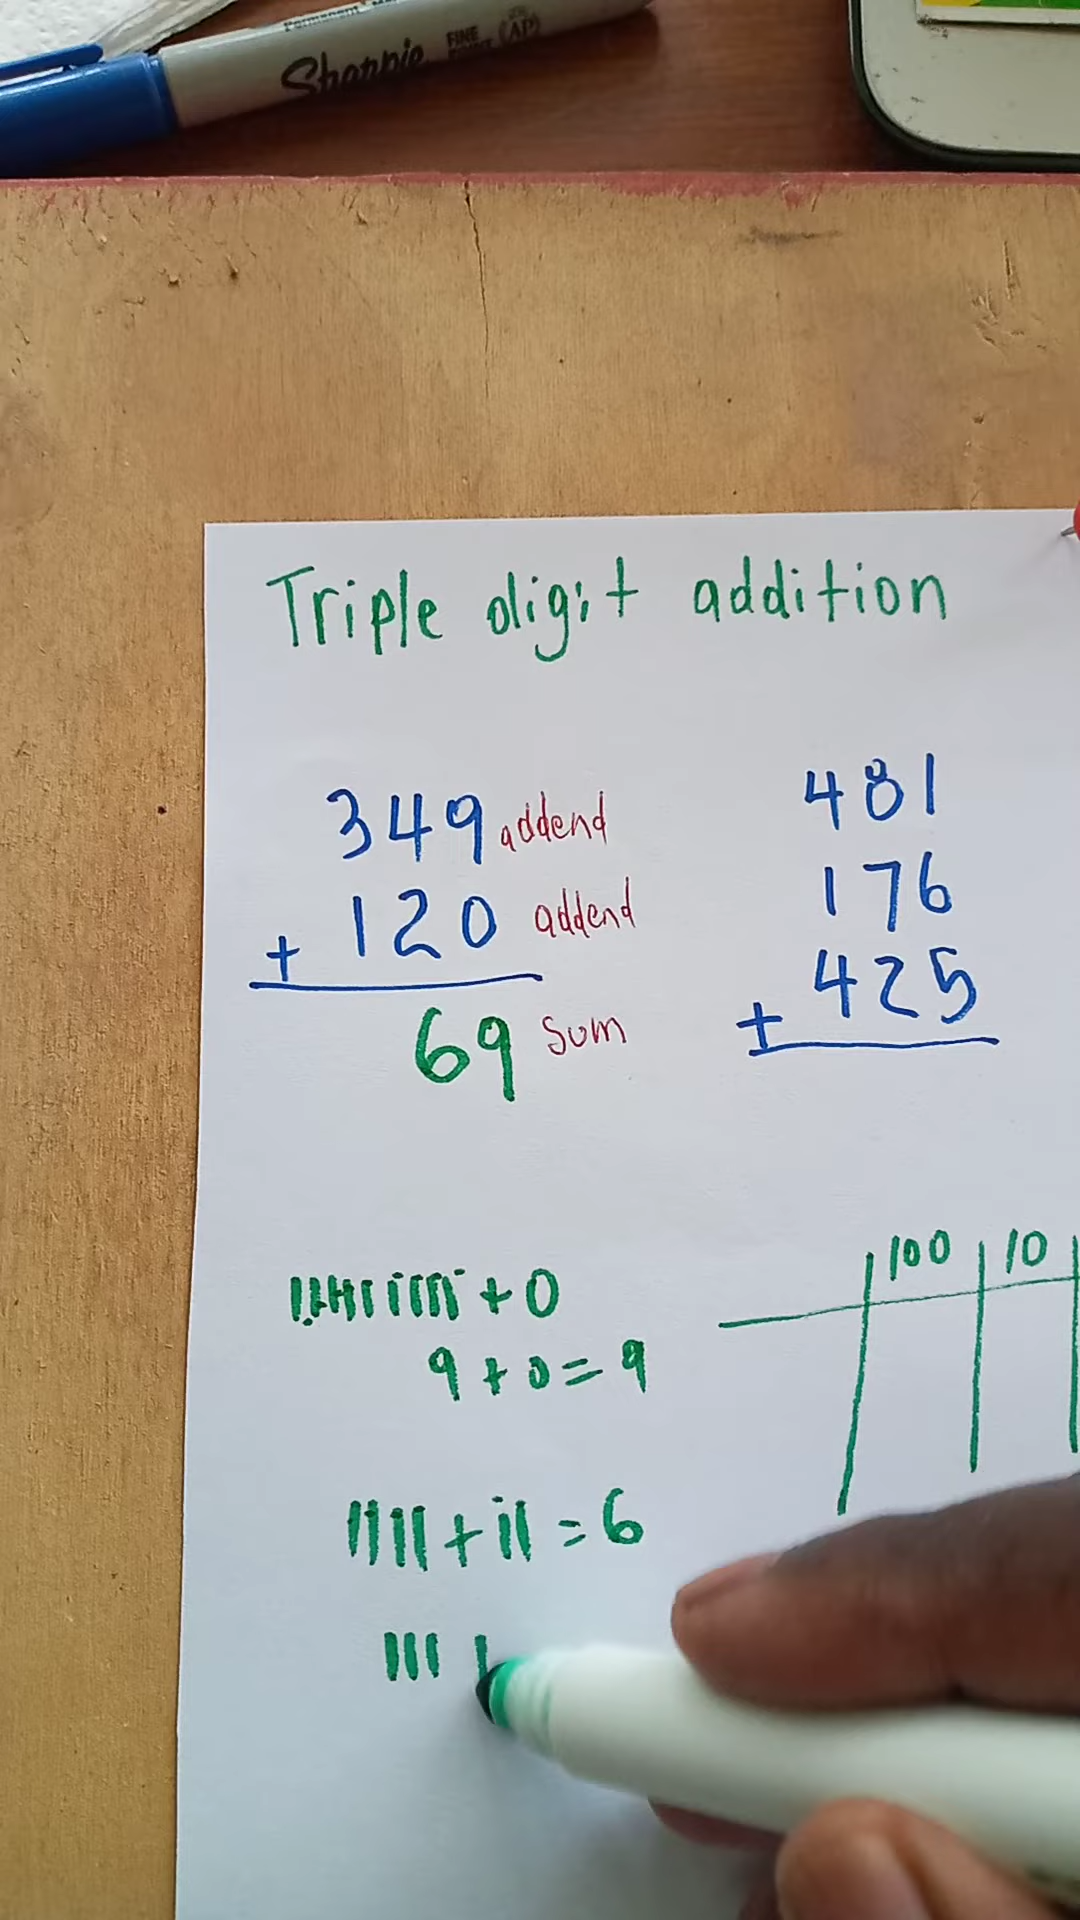 Sharpie FINE (AP)
Triple digit addition
349 addend
+ 120 addend
69 sum
481
176
+ 425
+ 0
9 + 0 = 9
+ = 6
100 10